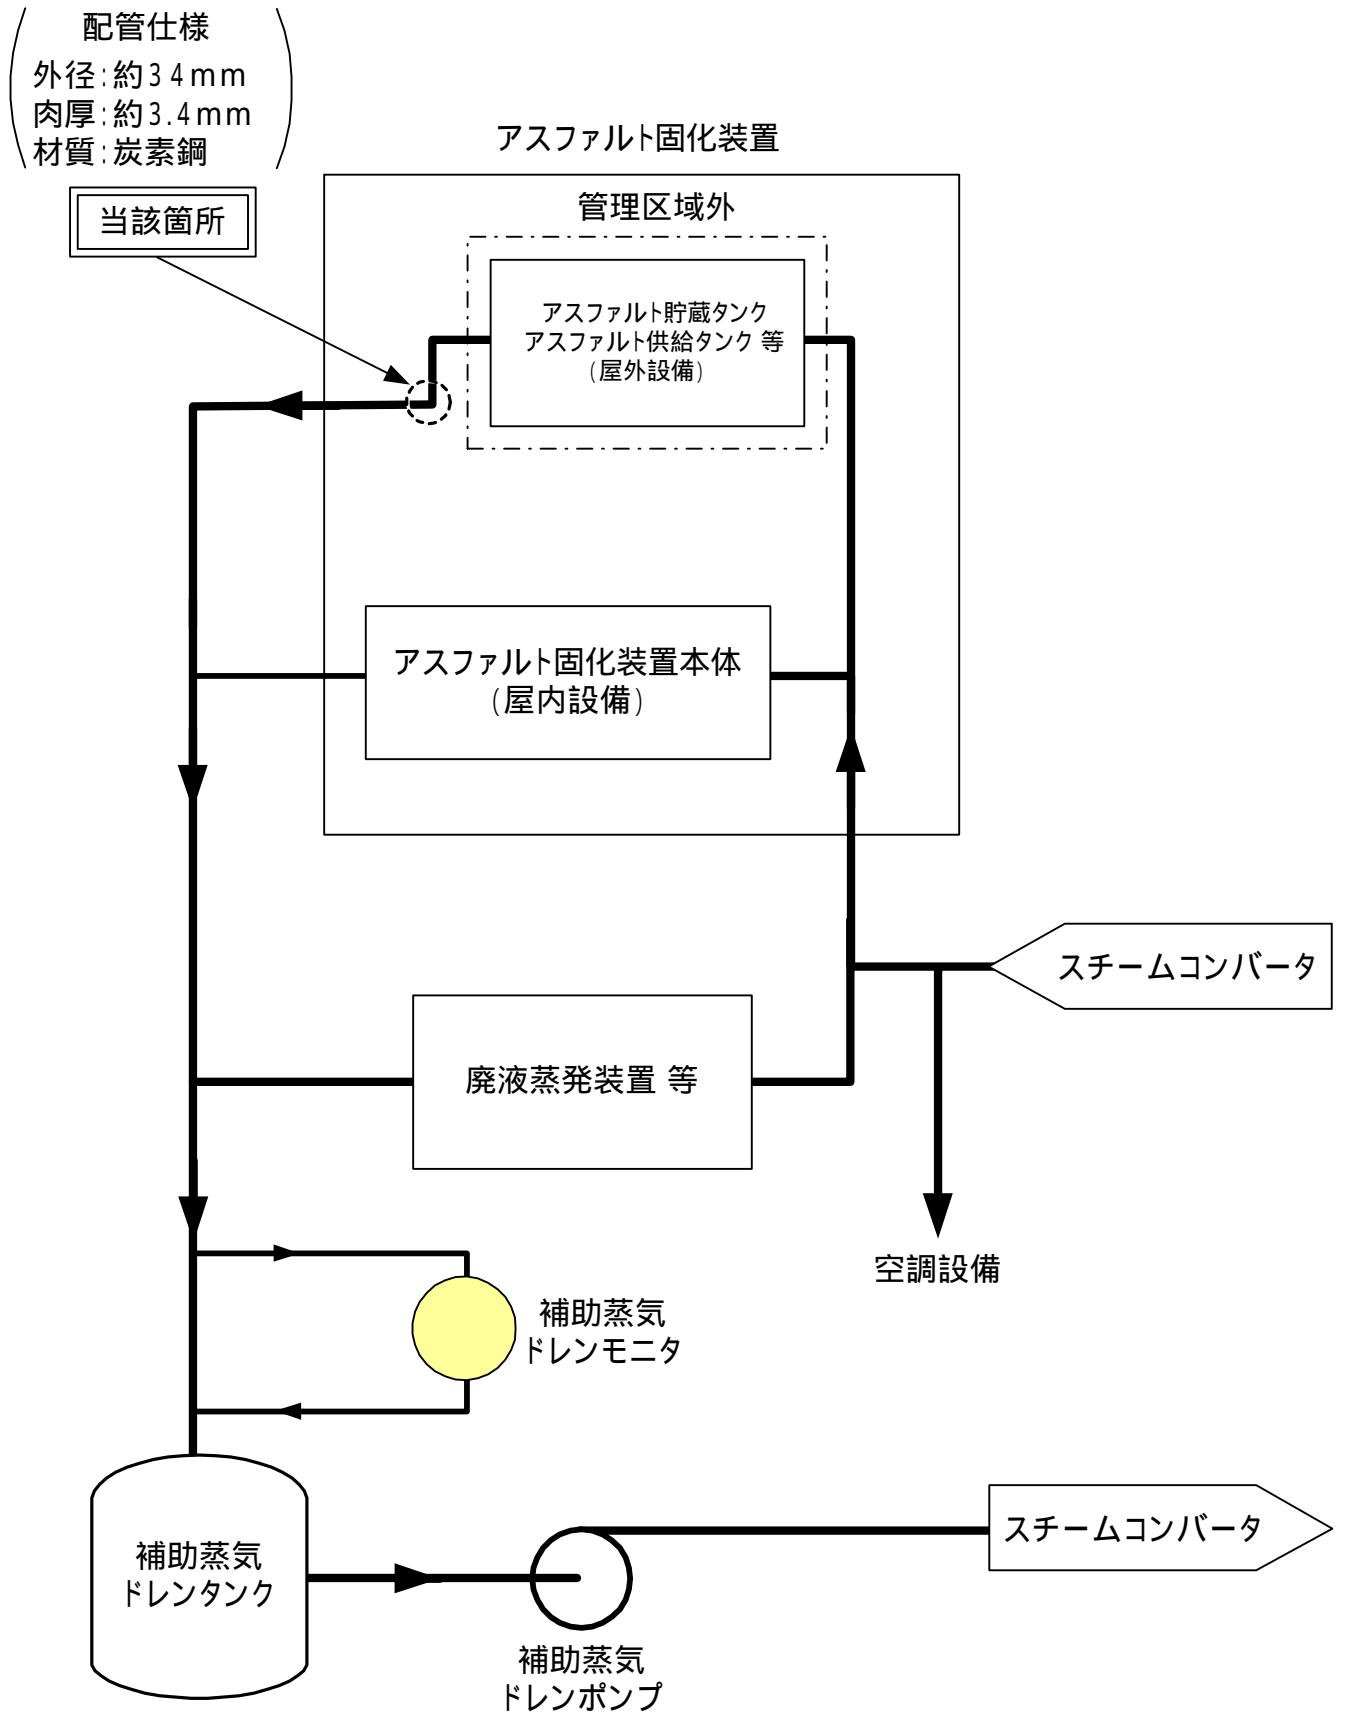 配管仕様
外径:約34mm
肉厚:約3.4mm
材質:炭素鋼
当該箇所
アスファルト固化装置
管理区域外
アスファルト貯蔵タンク
アスファルト供給タンク 等
(屋外設備)
アスファルト固化装置本体
(屋内設備)
スチームコンバータ
廃液蒸発装置 等
空調設備
補助蒸気
ドレンモニタ
補助蒸気
ドレンタンク
スチームコンバータ
補助蒸気
ドレンポンプ